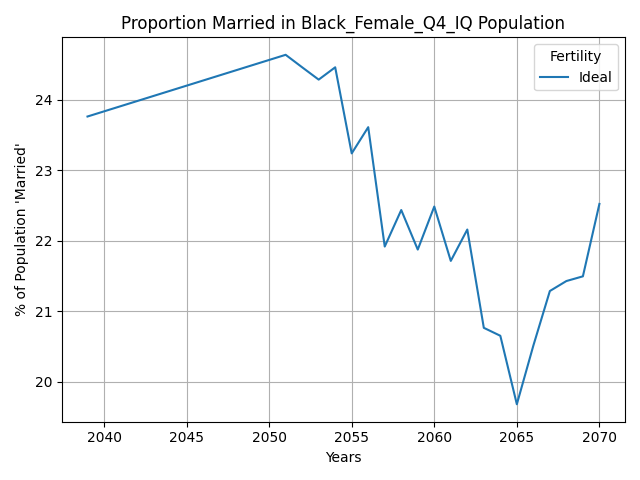 Proportion Married in Black_Female_Q4_IQ Population
Fertility
Ideal
% of Population 'Married'
24
23
22
21
20
2040 2045 2050 2055 2060 2065 2070
Years